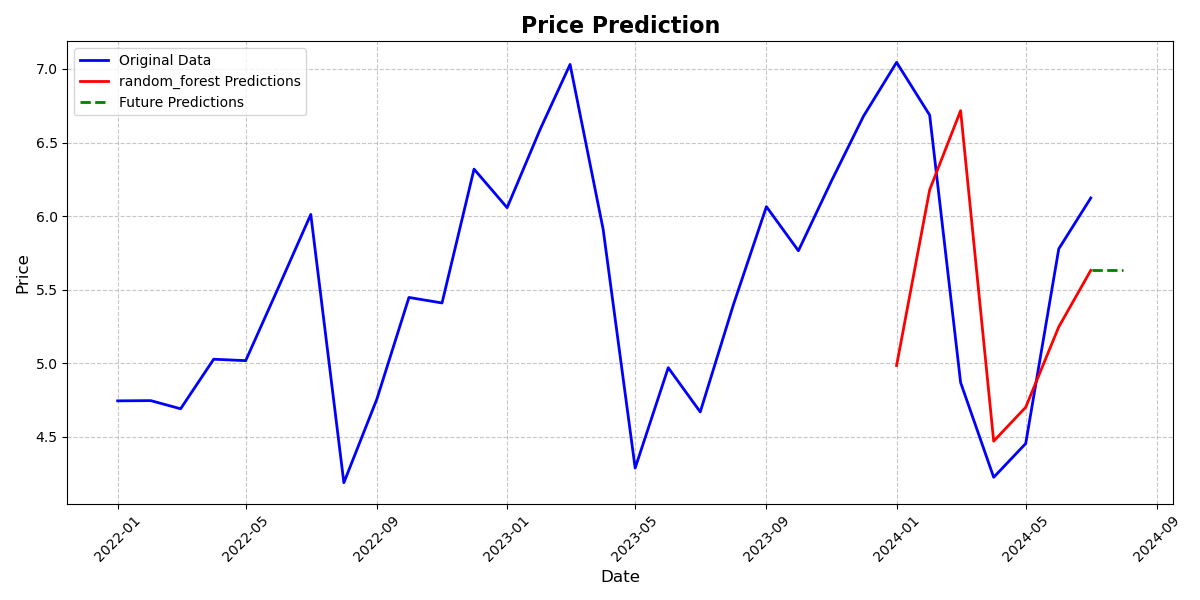 Price Prediction
Original Data
random_forest Predictions
Future Predictions
Price
7.0
6.5
6.0
5.5
5.0
4.5
2022-01
2022-05
2022-09
2023-01
2023-05
2023-09
2024-01
2024-05
2024-09
Date